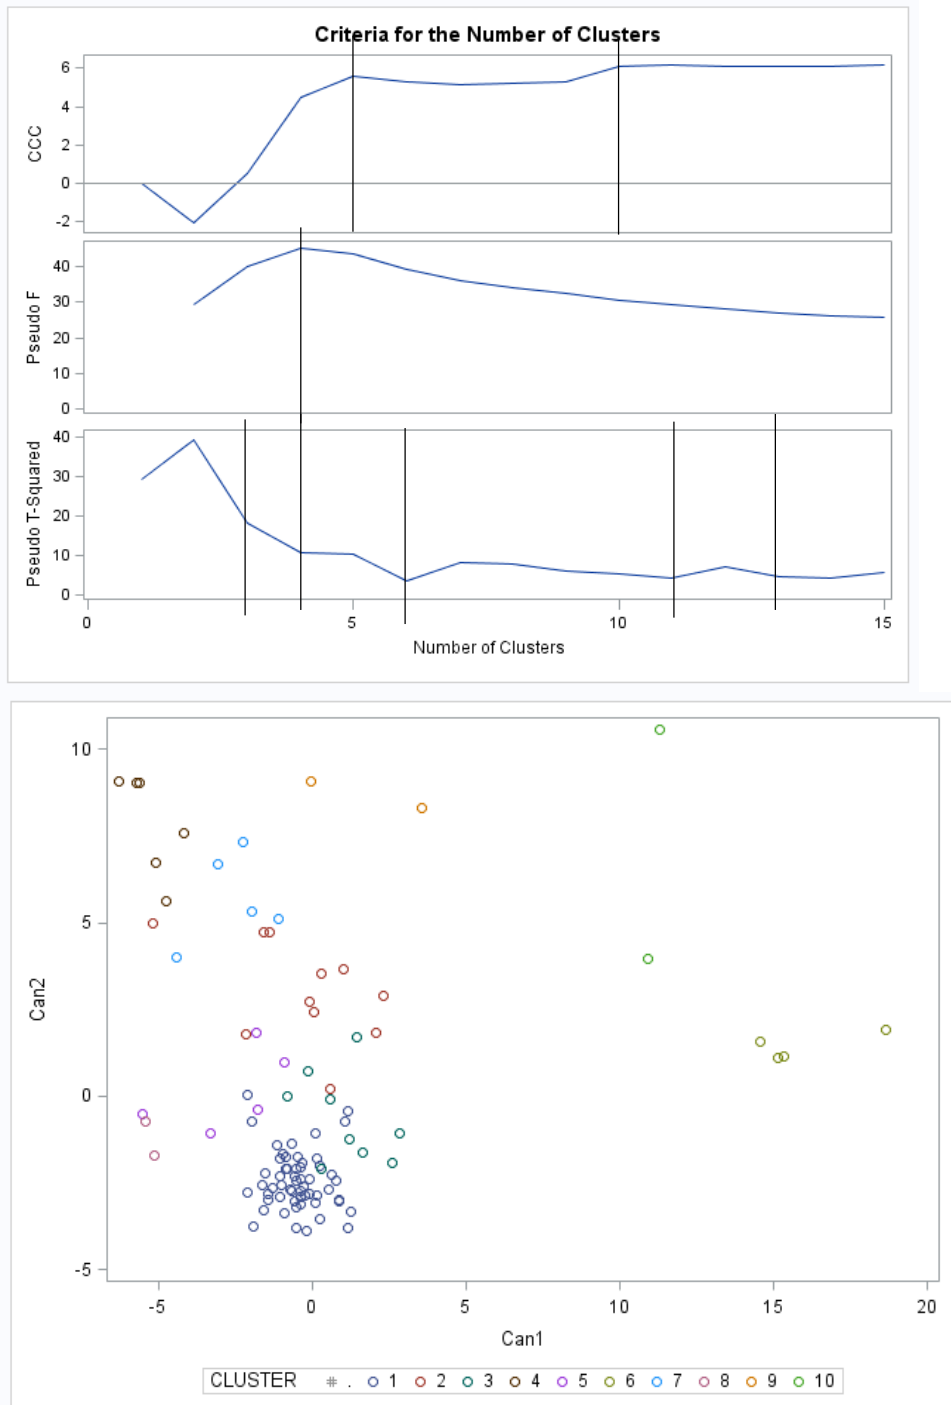 Criteria for the Number of Clusters
CCC
6
4
2
0
-2
Pseudo F
40
30
20
10
0
Pseudo T-Squared
40
30
20
10
0
0 5 10 15
Number of Clusters
Can2
10
5
0
-5
-5 0 5 10 15 20
Can1
CLUSTER # . 1 2 3 4 5 6 7 8 9 10